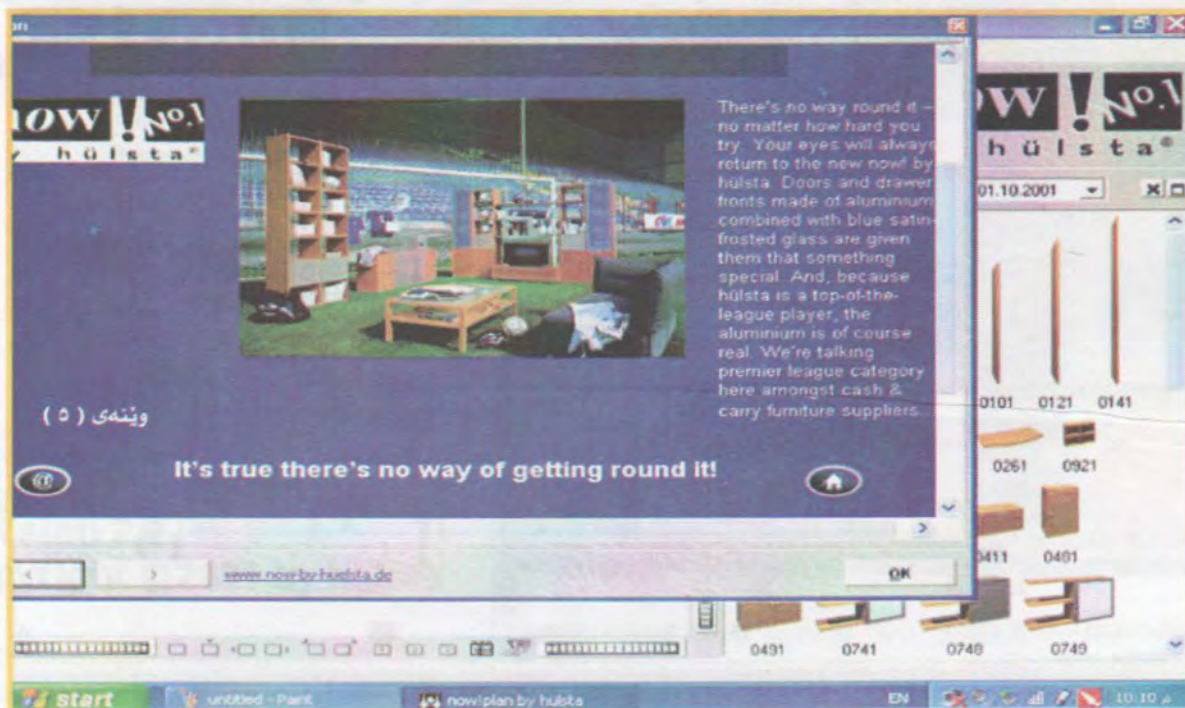 now! No.1
by hülsta®
There's no way round it –
no matter how hard you
try. Your eyes will always
return to the new now! by
hülsta. Doors and drawer
fronts made of aluminium
combined with blue satin-
frosted glass are given
them that something
special. And, because
hülsta is a top-of-the-
league player, the
aluminium is of course
real. We're talking
premier league category
here amongst cash &
carry furniture suppliers.
وێنەی ( ٥ )
It's true there's no way of getting round it!
@
www.now-by-huelsta.de
OK
No.1
hülsta®
01.10.2001
0101 0121 0141
0261 0921
0411 0481
0491 0741 0748 0749
start
untitled - Paint
now!plan by hülsta
EN
10:10 م